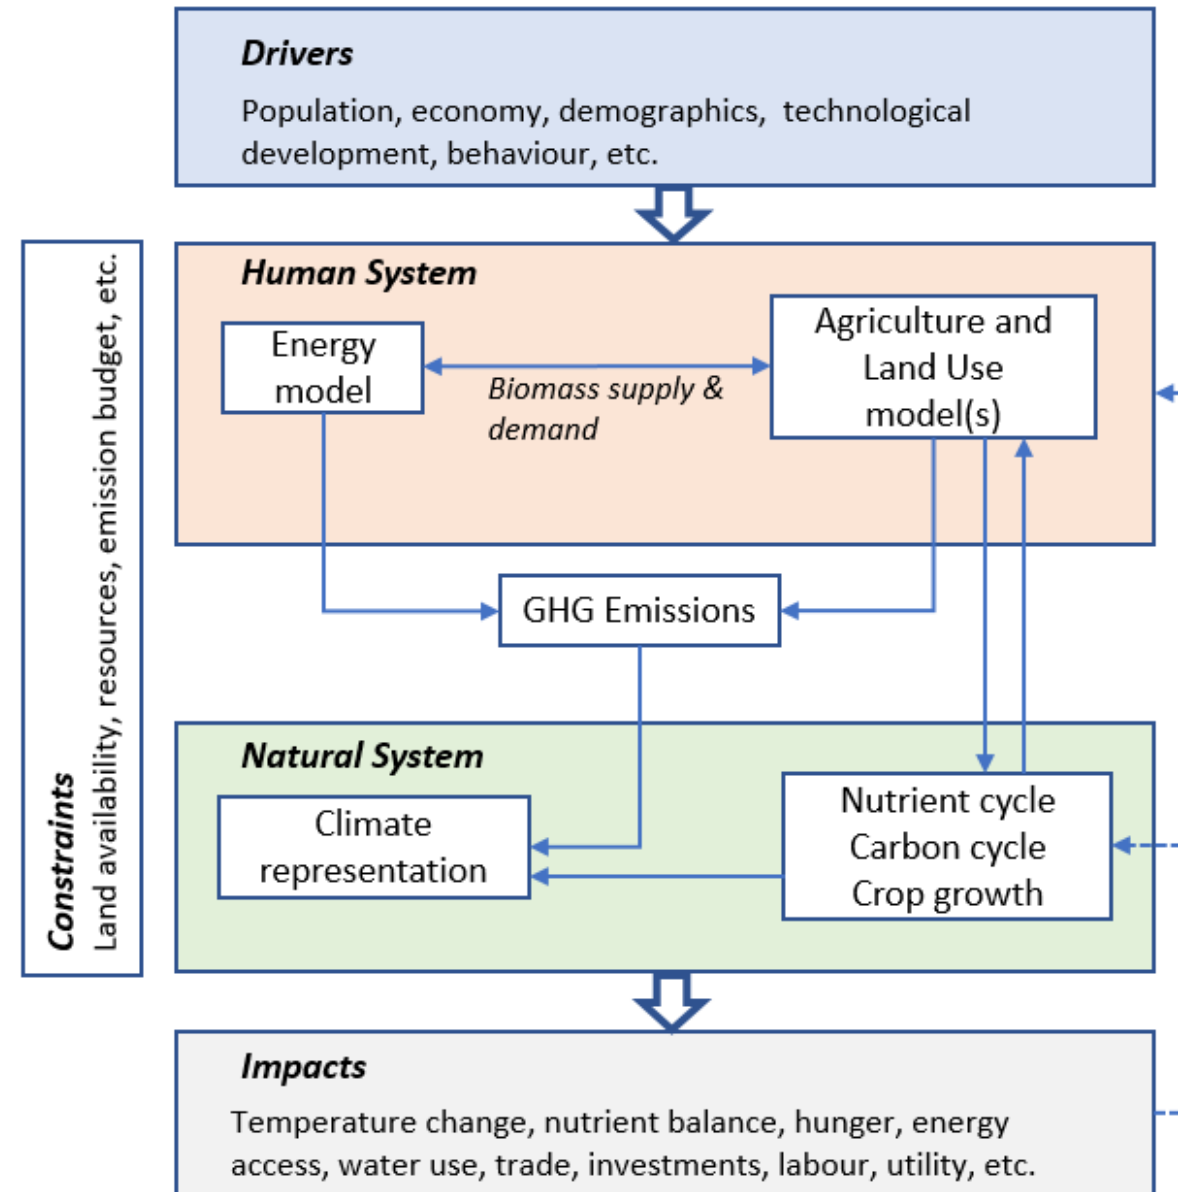 Drivers
Population, economy, demographics, technological
development, behaviour, etc.
Constraints
Land availability, resources, emission budget, etc.
Human System
Energy
model
Biomass supply &
demand
Agriculture and
Land Use
model(s)
GHG Emissions
Natural System
Climate
representation
Nutrient cycle
Carbon cycle
Crop growth
Impacts
Temperature change, nutrient balance, hunger, energy
access, water use, trade, investments, labour, utility, etc.